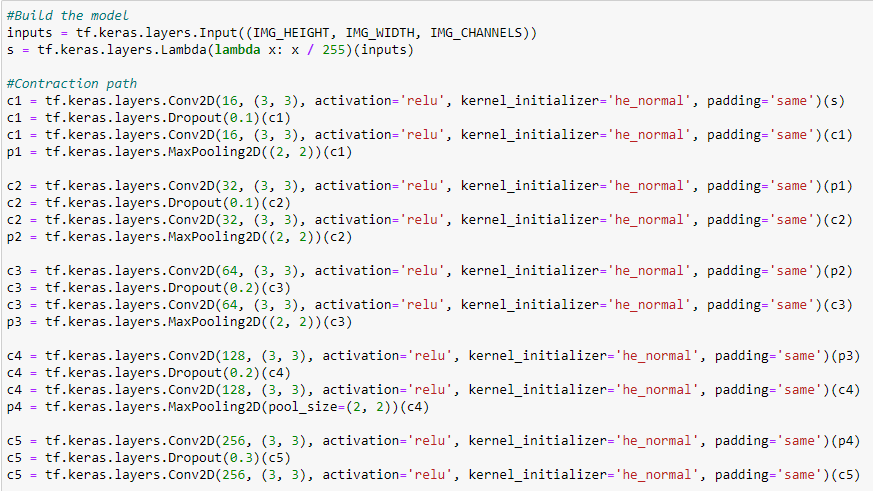 #Build the model
inputs = tf.keras.layers.Input((IMG_HEIGHT, IMG_WIDTH, IMG_CHANNELS))
s = tf.keras.layers.Lambda(lambda x: x / 255)(inputs)
#Contraction path
c1 = tf.keras.layers.Conv2D(16, (3, 3), activation='relu', kernel_initializer='he_normal', padding='same')(s)
c1 = tf.keras.layers.Dropout(0.1)(c1)
c1 = tf.keras.layers.Conv2D(16, (3, 3), activation='relu', kernel_initializer='he_normal', padding='same')(c1)
p1 = tf.keras.layers.MaxPooling2D((2, 2))(c1)
c2 = tf.keras.layers.Conv2D(32, (3, 3), activation='relu', kernel_initializer='he_normal', padding='same')(p1)
c2 = tf.keras.layers.Dropout(0.1)(c2)
c2 = tf.keras.layers.Conv2D(32, (3, 3), activation='relu', kernel_initializer='he_normal', padding='same')(c2)
p2 = tf.keras.layers.MaxPooling2D((2, 2))(c2)
c3 = tf.keras.layers.Conv2D(64, (3, 3), activation='relu', kernel_initializer='he_normal', padding='same')(p2)
c3 = tf.keras.layers.Dropout(0.2)(c3)
c3 = tf.keras.layers.Conv2D(64, (3, 3), activation='relu', kernel_initializer='he_normal', padding='same')(c3)
p3 = tf.keras.layers.MaxPooling2D((2, 2))(c3)
c4 = tf.keras.layers.Conv2D(128, (3, 3), activation='relu', kernel_initializer='he_normal', padding='same')(p3)
c4 = tf.keras.layers.Dropout(0.2)(c4)
c4 = tf.keras.layers.Conv2D(128, (3, 3), activation='relu', kernel_initializer='he_normal', padding='same')(c4)
p4 = tf.keras.layers.MaxPooling2D(pool_size=(2, 2))(c4)
c5 = tf.keras.layers.Conv2D(256, (3, 3), activation='relu', kernel_initializer='he_normal', padding='same')(p4)
c5 = tf.keras.layers.Dropout(0.3)(c5)
c5 = tf.keras.layers.Conv2D(256, (3, 3), activation='relu', kernel_initializer='he_normal', padding='same')(c5)